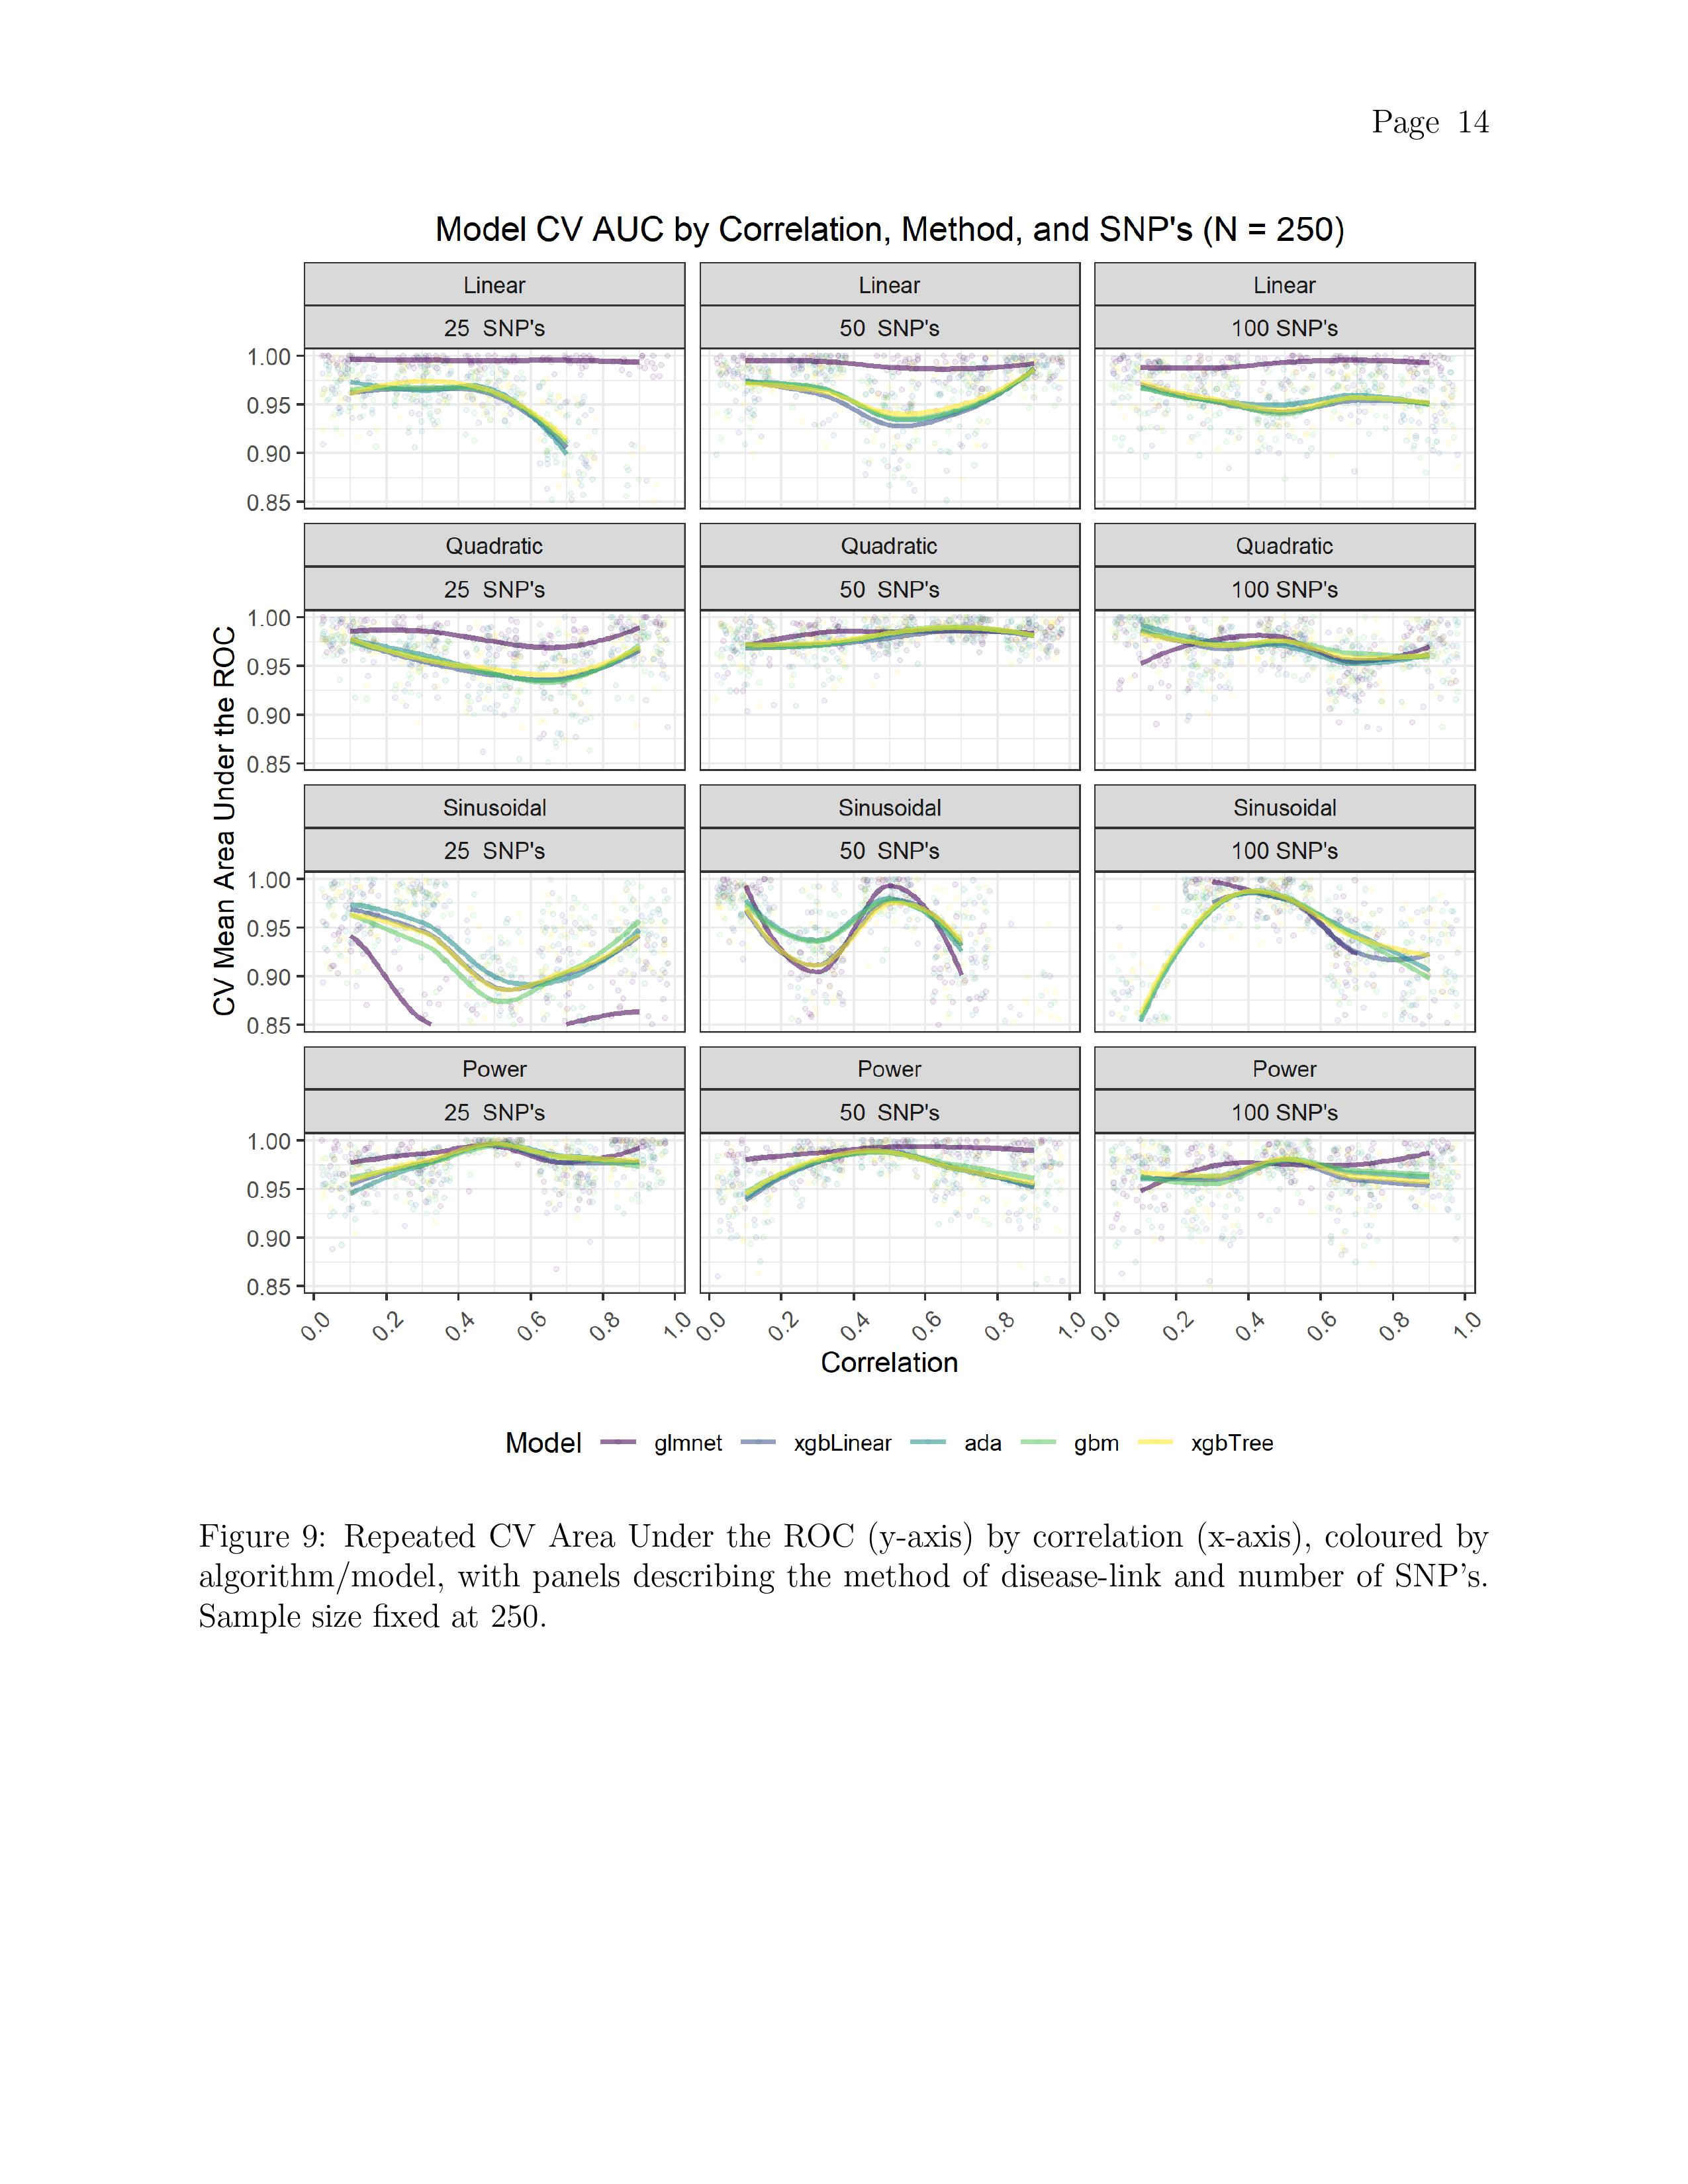 Page 14
Model CV AUC by Correlation, Method, and SNP's (N = 250)
Linear Linear Linear
25 SNP's 50 SNP's 100 SNP's
1.00
0.95
0.90
0.85
Quadratic Quadratic Quadratic
25 SNP's 50 SNP's 100 SNP's
1.00
0.95
0.90
0.85
Sinusoidal Sinusoidal Sinusoidal
25 SNP's 50 SNP's 100 SNP's
1.00
0.95
0.90
0.85
Power Power Power
25 SNP's 50 SNP's 100 SNP's
1.00
0.95
0.90
0.85
CV Mean Area Under the ROC
0.0 0.2 0.4 0.6 0.8 1.0 0.0 0.2 0.4 0.6 0.8 1.0 0.0 0.2 0.4 0.6 0.8 1.0
Correlation
Model glmnet xgbLinear ada gbm xgbTree
Figure 9: Repeated CV Area Under the ROC (y-axis) by correlation (x-axis), coloured by
algorithm/model, with panels describing the method of disease-link and number of SNP's.
Sample size fixed at 250.